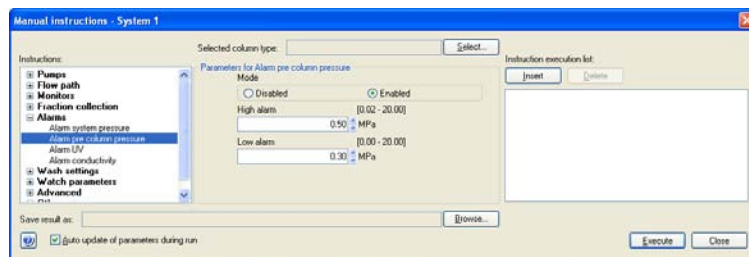 Manual instructions - System 1
Selected column type:
Select...
Instructions:
Pumps
Flow path
Monitors
Fraction collection
Alarms
Alarm system pressure
Alarm pre column pressure
Alarm UV
Alarm conductivity
Wash settings
Watch parameters
Advanced
Parameters for Alarm pre column pressure
Mode
Disabled Enabled
High alarm [0.02 - 20.00]
0.50 MPa
Low alarm [0.00 - 20.00]
0.30 MPa
Instruction execution list:
Insert Delete
Save result as:
Browse...
Auto update of parameters during run
Execute Close